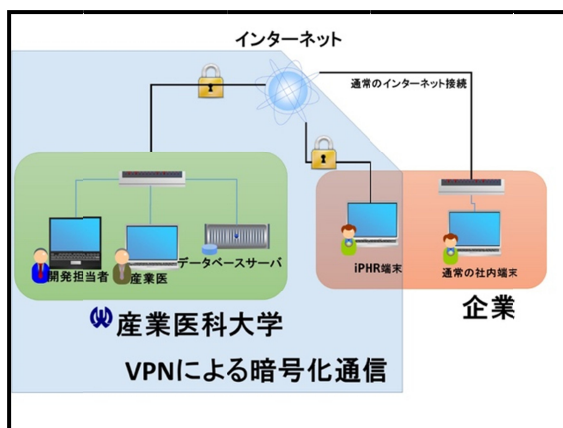 インターネット
通常のインターネット接続
開発担当者
産業医
データベースサーバ
iPHR端末
通常の社内端末
産業医科大学
企業
VPNによる暗号化通信